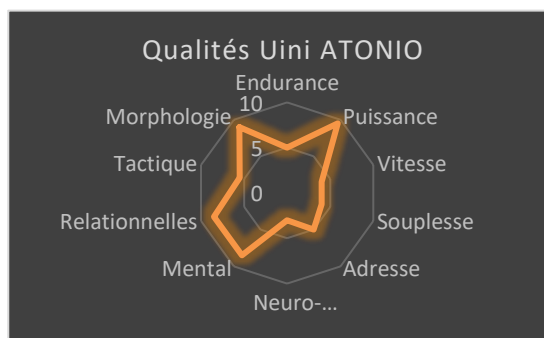 Qualités Uini ATONIO
Endurance
10
Morphologie
Puissance
5
Tactique
Vitesse
0
Relationnelles
Souplesse
Mental
Adresse
Neuro-...